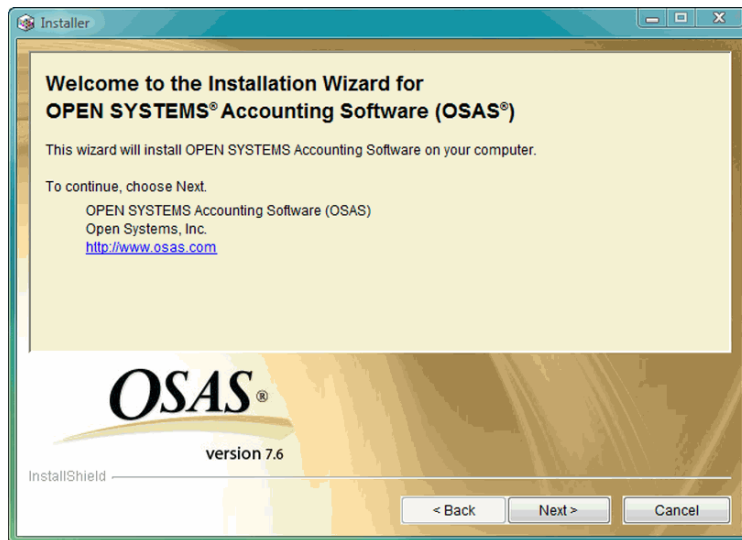 Installer
Welcome to the Installation Wizard for
OPEN SYSTEMS® Accounting Software (OSAS®)
This wizard will install OPEN SYSTEMS Accounting Software on your computer.
To continue, choose Next.
OPEN SYSTEMS Accounting Software (OSAS)
Open Systems, Inc.
http://www.osas.com
OSAS®
version 7.6
InstallShield
< Back Next > Cancel